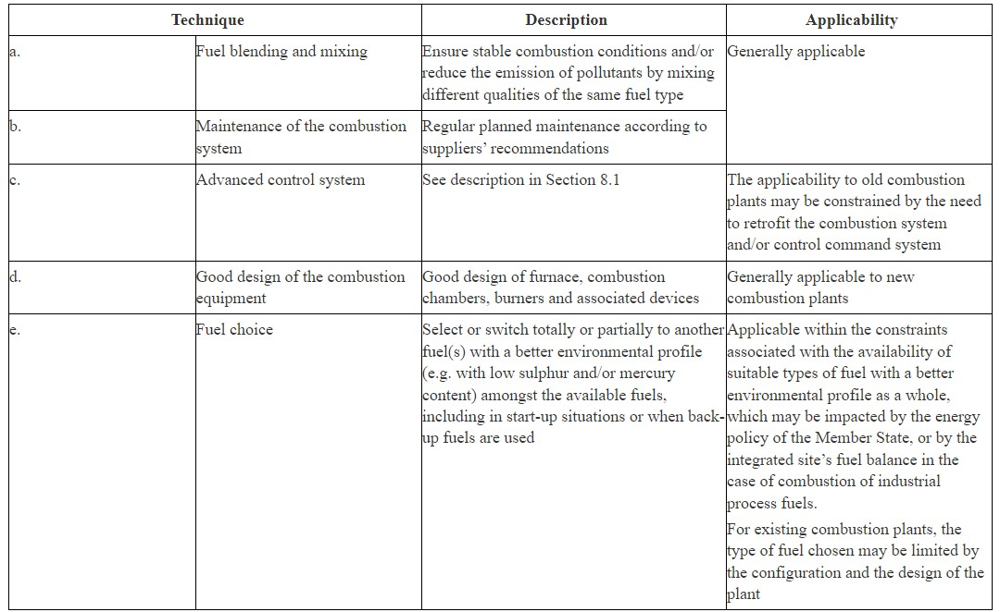 Technique Description Applicability
a. Fuel blending and mixing Ensure stable combustion conditions and/or Generally applicable
reduce the emission of pollutants by mixing
different qualities of the same fuel type
b. Maintenance of the combustion Regular planned maintenance according to
system suppliers’ recommendations
c. Advanced control system See description in Section 8.1 The applicability to old combustion
plants may be constrained by the need
to retrofit the combustion system
and/or control command system
d. Good design of the combustion Good design of furnace, combustion Generally applicable to new
equipment chambers, burners and associated devices combustion plants
e. Fuel choice Select or switch totally or partially to another Applicable within the constraints
fuel(s) with a better environmental profile associated with the availability of
(e.g. with low sulphur and/or mercury suitable types of fuel with a better
content) amongst the available fuels, environmental profile as a whole,
including in start-up situations or when back- which may be impacted by the energy
up fuels are used policy of the Member State, or by the
integrated site’s fuel balance in the
case of combustion of industrial
process fuels.
For existing combustion plants, the
type of fuel chosen may be limited by
the configuration and the design of the
plant